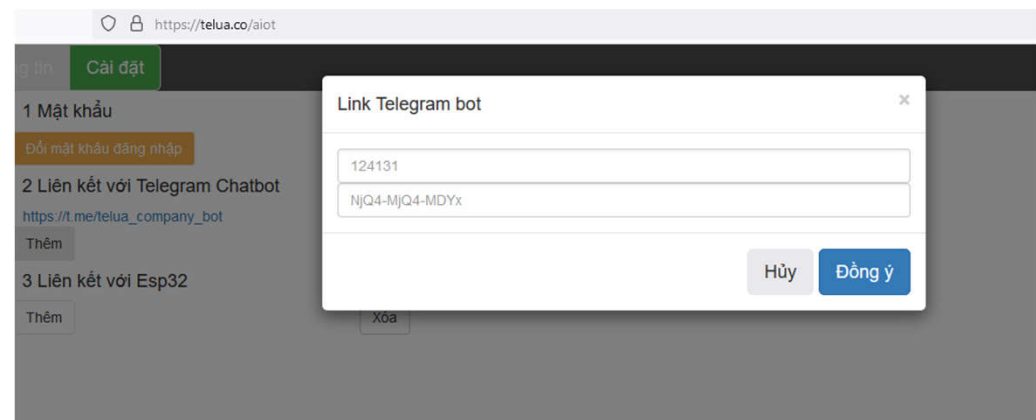 https://telua.co/aiot
Cài đặt
Link Telegram bot
×
1 Mật khẩu
Đổi mật khẩu đăng nhập
124131
2 Liên kết với Telegram Chatbot
NjQ4-MjQ4-MDYx
https://t.me/telua_company_bot
Thêm
Hủy
Đồng ý
3 Liên kết với Esp32
Thêm
Xóa